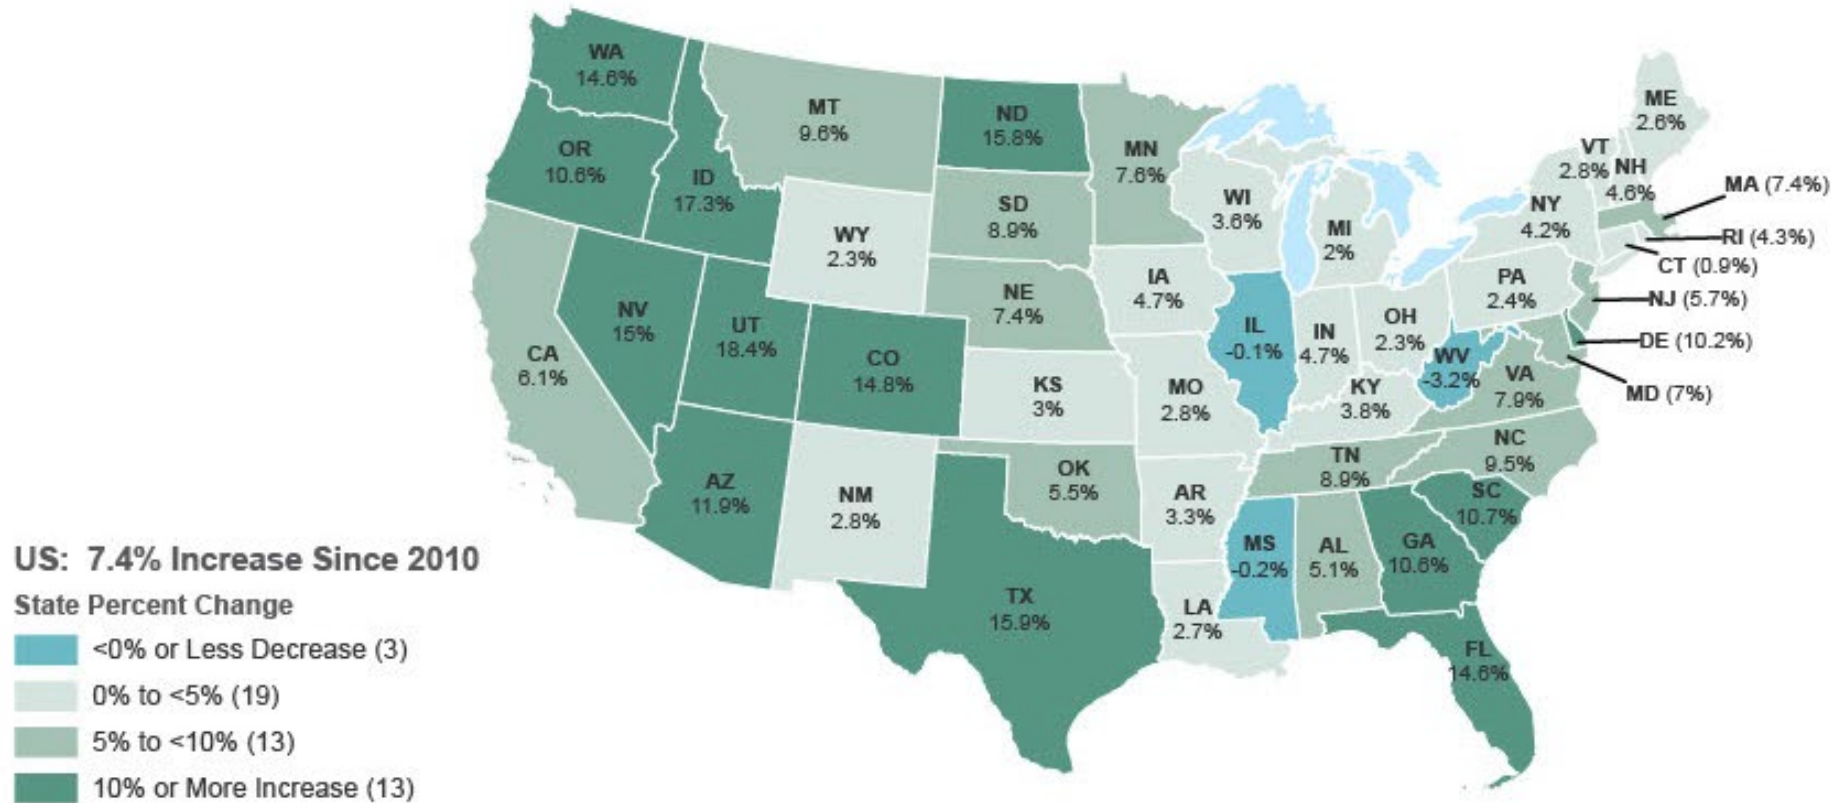 WA
14.6%
OR
10.6%
ID
17.3%
MT
9.6%
ND
15.8%
MN
7.6%
SD
8.9%
WY
2.3%
NE
7.4%
WI
3.6%
MI
2%
IA
4.7%
ME
2.6%
VT
2.8%
NH
4.6%
NY
4.2%
MA (7.4%)
RI (4.3%)
CT (0.9%)
NJ (5.7%)
DE (10.2%)
MD (7%)
PA
2.4%
OH
2.3%
IN
4.7%
IL
-0.1%
WV
-3.2%
VA
7.9%
KY
3.8%
CA
6.1%
NV
15%
UT
18.4%
CO
14.8%
KS
3%
MO
2.8%
NC
9.5%
TN
8.9%
SC
10.7%
AZ
11.9%
NM
2.8%
OK
5.5%
AR
3.3%
MS
-0.2%
AL
5.1%
GA
10.6%
TX
15.9%
LA
2.7%
FL
14.6%
US: 7.4% Increase Since 2010
State Percent Change
<0% or Less Decrease (3)
0% to <5% (19)
5% to <10% (13)
10% or More Increase (13)